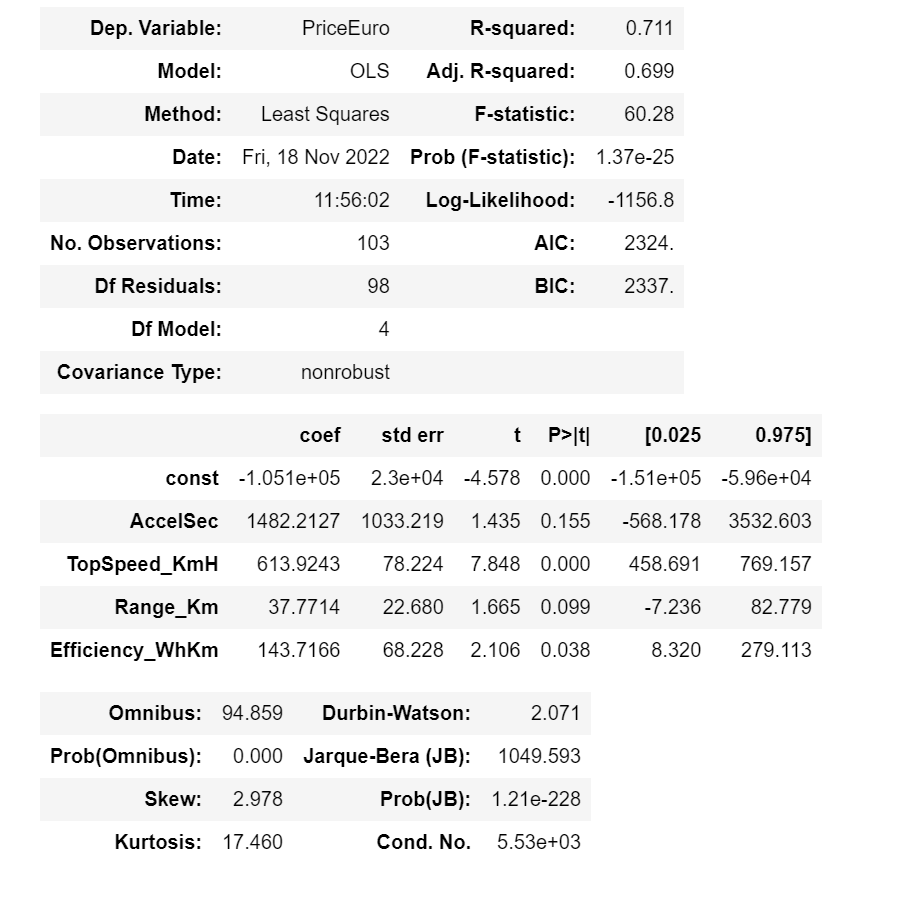 Dep. Variable: PriceEuro R-squared: 0.711
Model: OLS Adj. R-squared: 0.699
Method: Least Squares F-statistic: 60.28
Date: Fri, 18 Nov 2022 Prob (F-statistic): 1.37e-25
Time: 11:56:02 Log-Likelihood: -1156.8
No. Observations: 103 AIC: 2324.
Df Residuals: 98 BIC: 2337.
Df Model: 4
Covariance Type: nonrobust
coef std err t P>|t| [0.025 0.975]
const -1.051e+05 2.3e+04 -4.578 0.000 -1.51e+05 -5.96e+04
AccelSec 1482.2127 1033.219 1.435 0.155 -568.178 3532.603
TopSpeed_KmH 613.9243 78.224 7.848 0.000 458.691 769.157
Range_Km 37.7714 22.680 1.665 0.099 -7.236 82.779
Efficiency_WhKm 143.7166 68.228 2.106 0.038 8.320 279.113
Omnibus: 94.859 Durbin-Watson: 2.071
Prob(Omnibus): 0.000 Jarque-Bera (JB): 1049.593
Skew: 2.978 Prob(JB): 1.21e-228
Kurtosis: 17.460 Cond. No. 5.53e+03